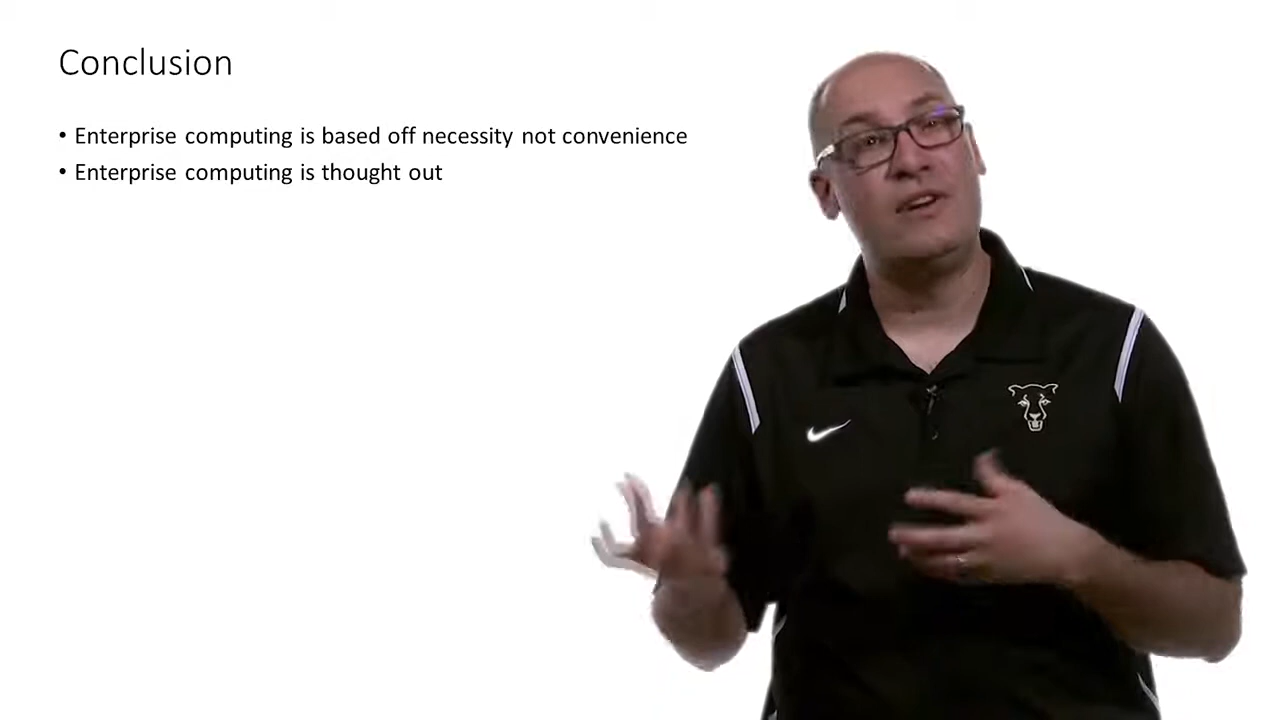 Conclusion
• Enterprise computing is based off necessity not convenience
• Enterprise computing is thought out